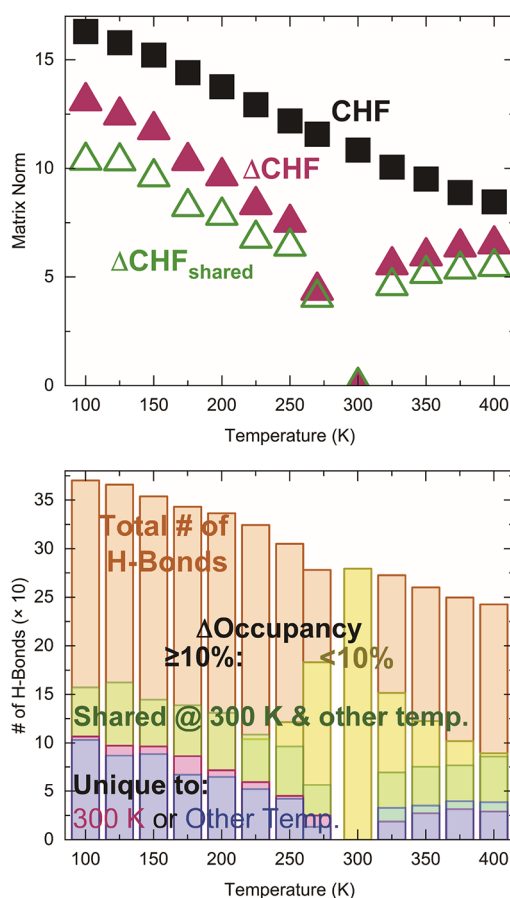 15
10
5
0
Matrix Norm
CHF
ΔCHF
ΔCHF_shared
100 150 200 250 300 350 400
Temperature (K)
35
30
25
20
15
10
5
0
# of H-Bonds (× 10)
Total # of
H-Bonds
ΔOccupancy
≥10%: <10%
Shared @ 300 K & other temp.
Unique to:
300 K or Other Temp.
100 150 200 250 300 350 400
Temperature (K)